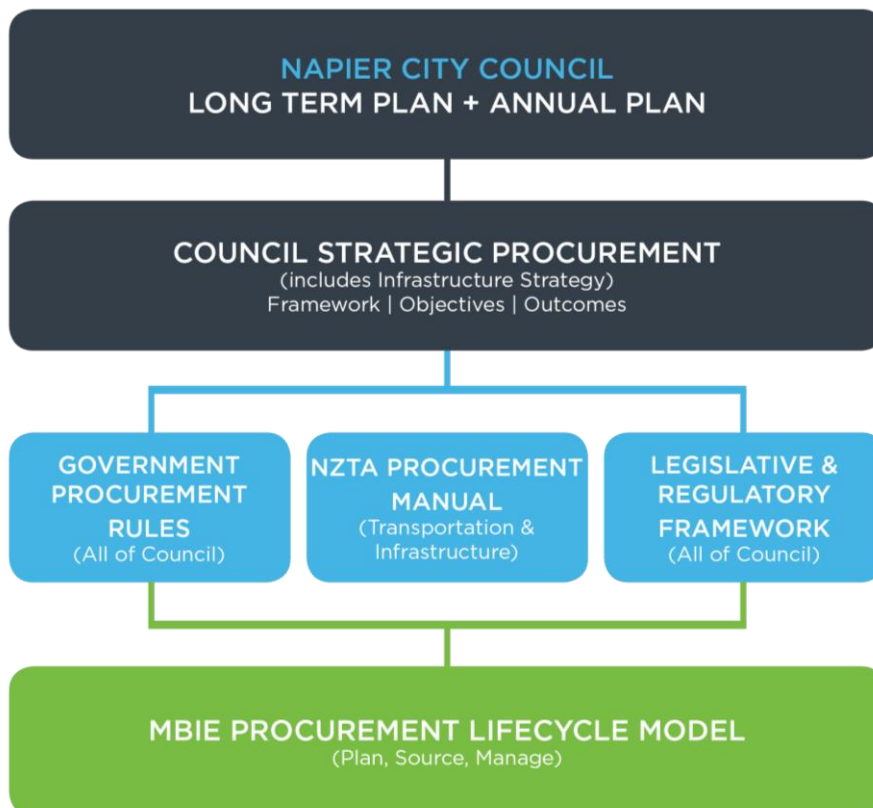 NAPIER CITY COUNCIL
LONG TERM PLAN + ANNUAL PLAN
COUNCIL STRATEGIC PROCUREMENT
(includes Infrastructure Strategy)
Framework | Objectives | Outcomes
GOVERNMENT
PROCUREMENT
RULES
(All of Council)
NZTA PROCUREMENT
MANUAL
(Transportation &
Infrastructure)
LEGISLATIVE &
REGULATORY
FRAMEWORK
(All of Council)
MBIE PROCUREMENT LIFECYCLE MODEL
(Plan, Source, Manage)